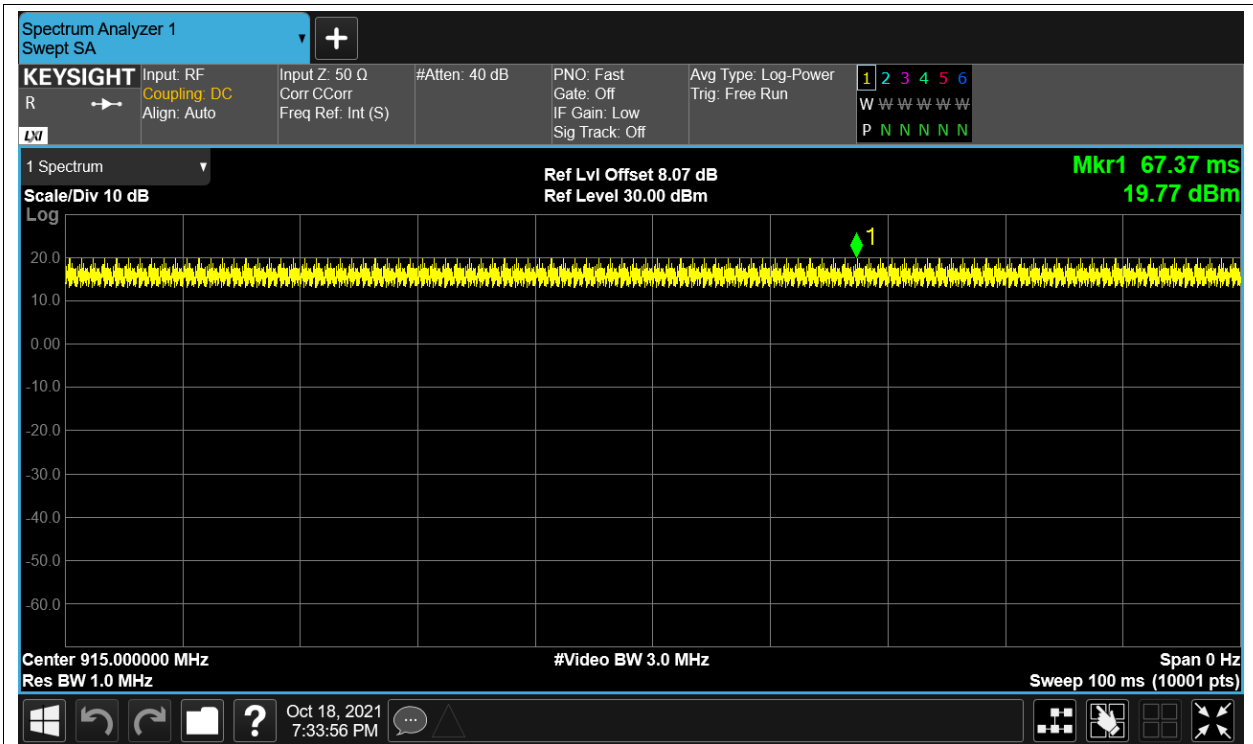 Spectrum Analyzer 1
Swept SA
KEYSIGHT
R
LXI
Input: RF
Coupling: DC
Align: Auto
Input Z: 50 Ω
Corr CCorr
Freq Ref: Int (S)
#Atten: 40 dB
PNO: Fast
Gate: Off
IF Gain: Low
Sig Track: Off
Avg Type: Log-Power
Trig: Free Run
1 2 3 4 5 6
W W W W W W
P N N N N N
1 Spectrum
Scale/Div 10 dB
Ref Lvl Offset 8.07 dB
Ref Level 30.00 dBm
Mkr1 67.37 ms
19.77 dBm
Log
1
20.0
10.0
0.00
-10.0
-20.0
-30.0
-40.0
-50.0
-60.0
Center 915.000000 MHz
#Video BW 3.0 MHz
Span 0 Hz
Res BW 1.0 MHz
Sweep 100 ms (10001 pts)
?
Oct 18, 2021
7:33:56 PM